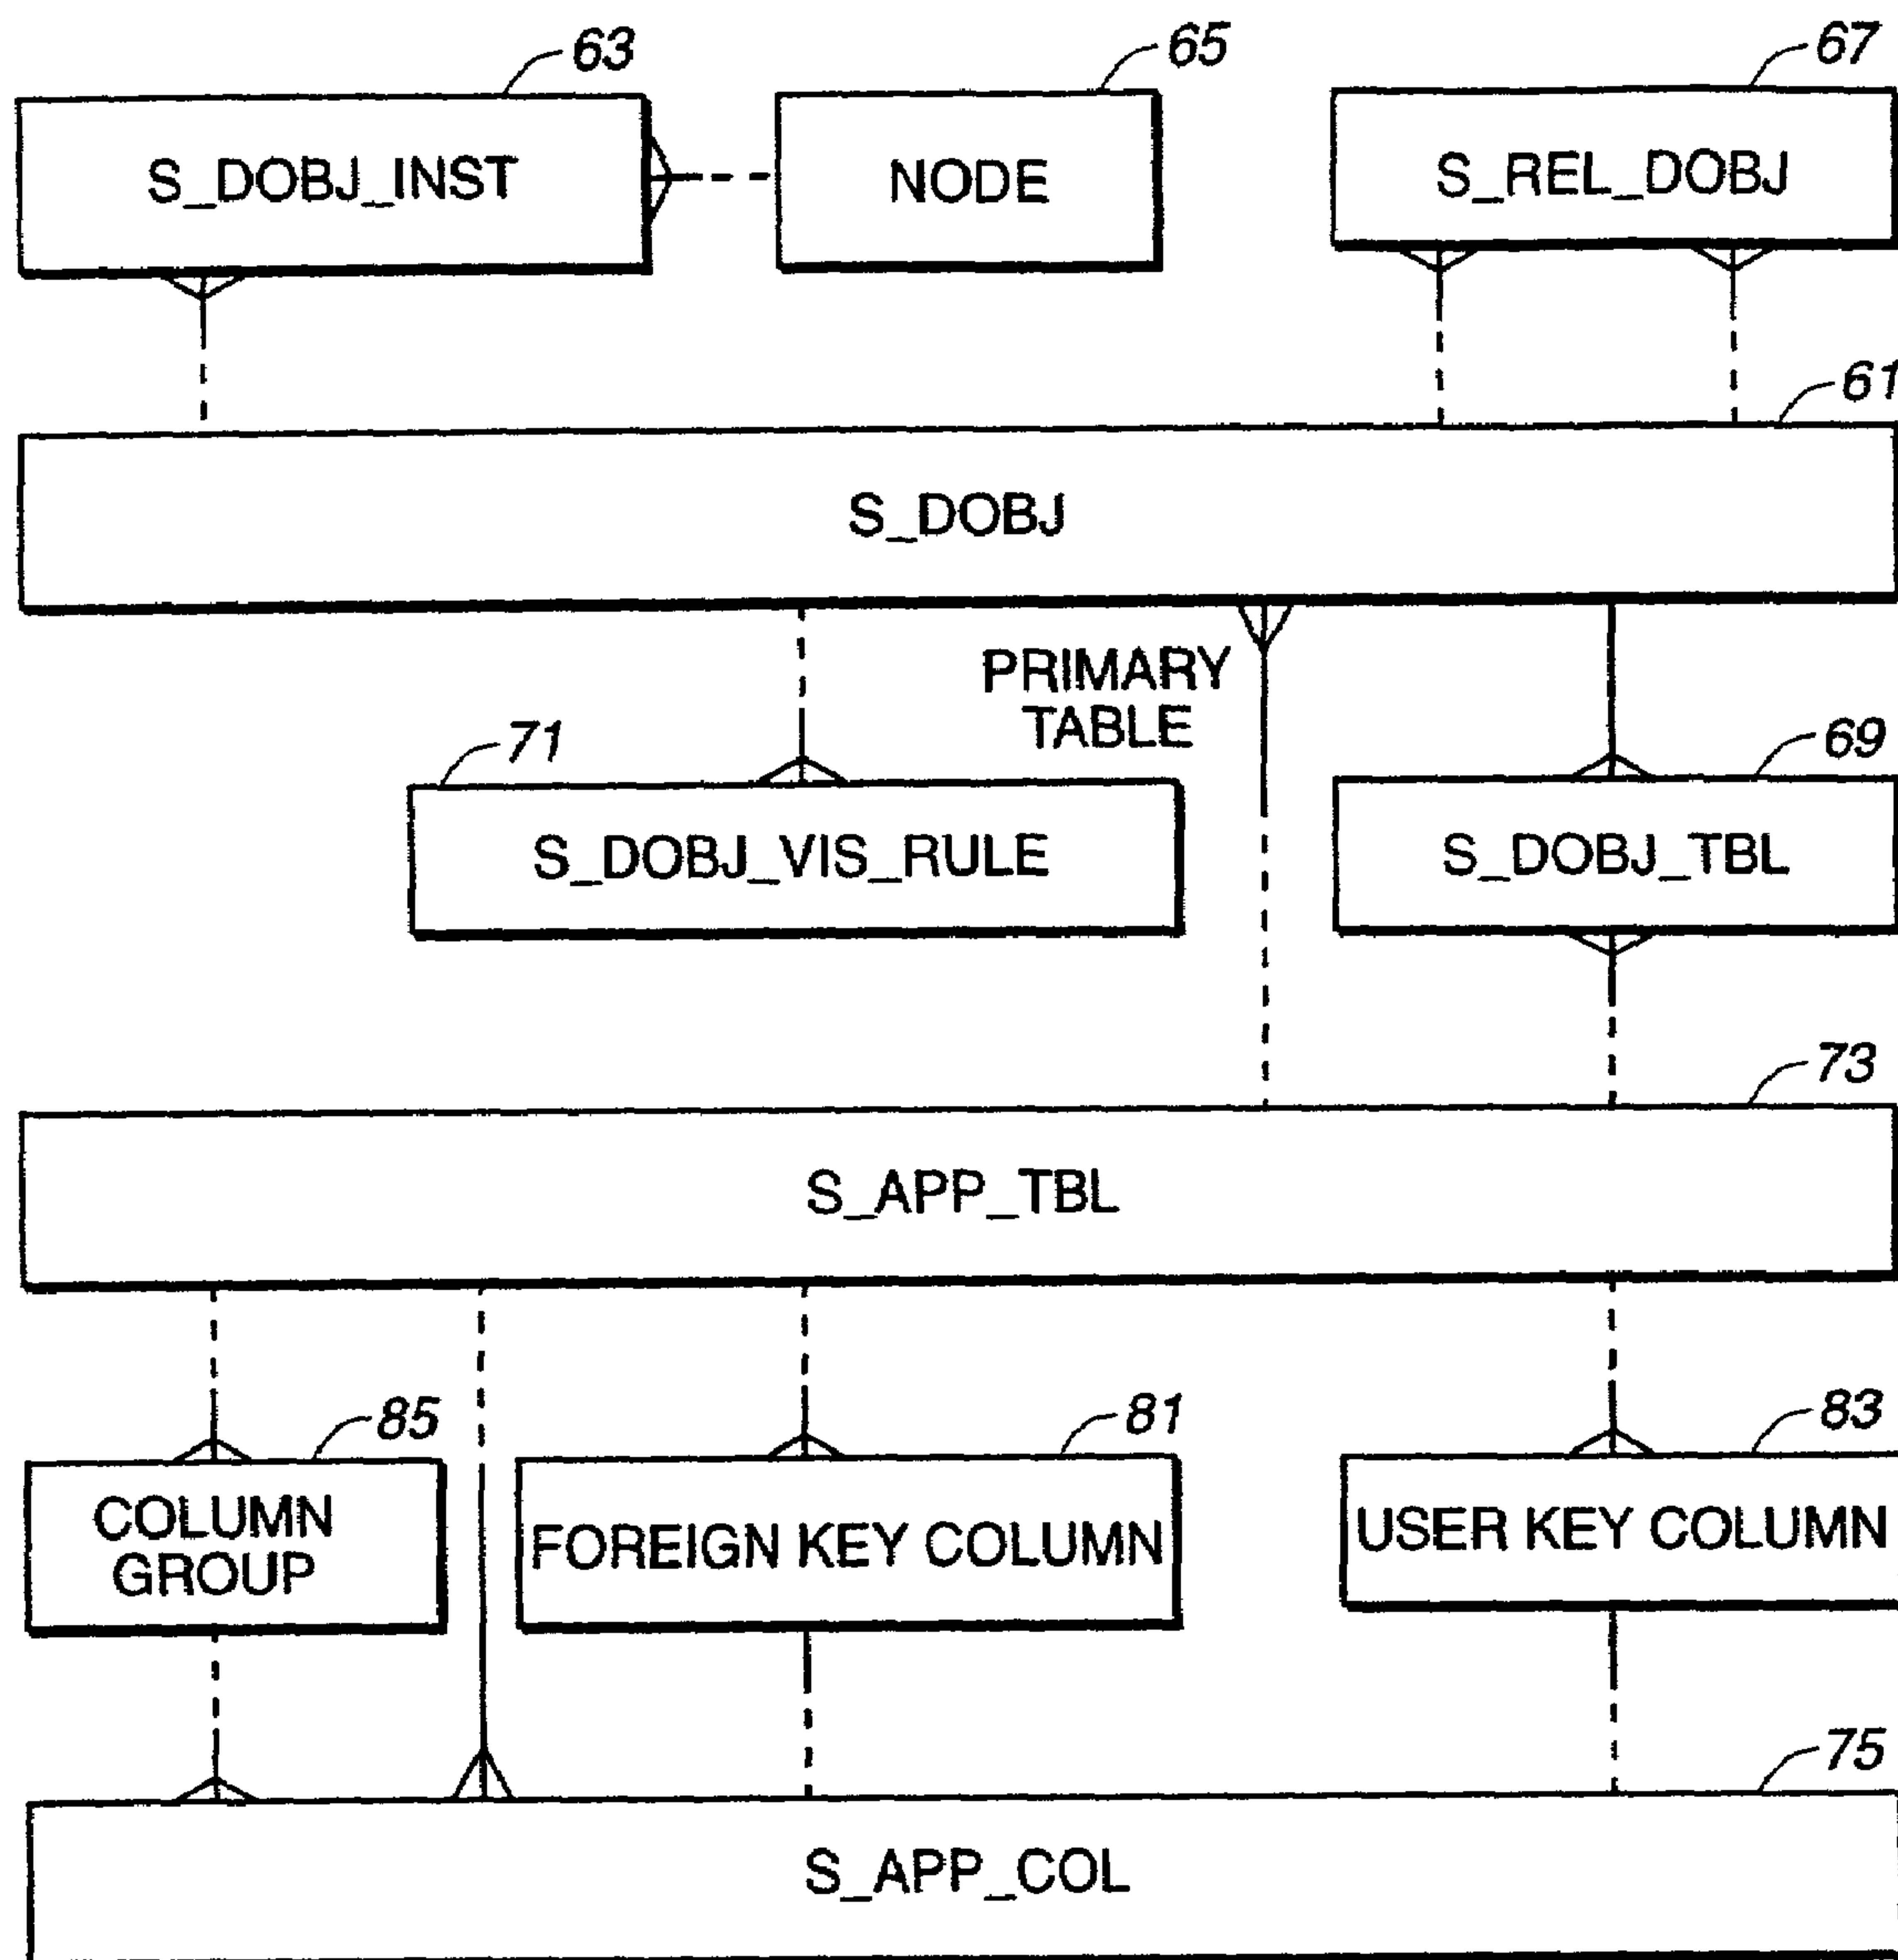 63
65
67
S_DOBJ_INST
NODE
S_REL_DOBJ
61
S_DOBJ
PRIMARY
TABLE
71
69
S_DOBJ_VIS_RULE
S_DOBJ_TBL
73
S_APP_TBL
85
81
83
COLUMN
GROUP
FOREIGN KEY COLUMN
USER KEY COLUMN
75
S_APP_COL